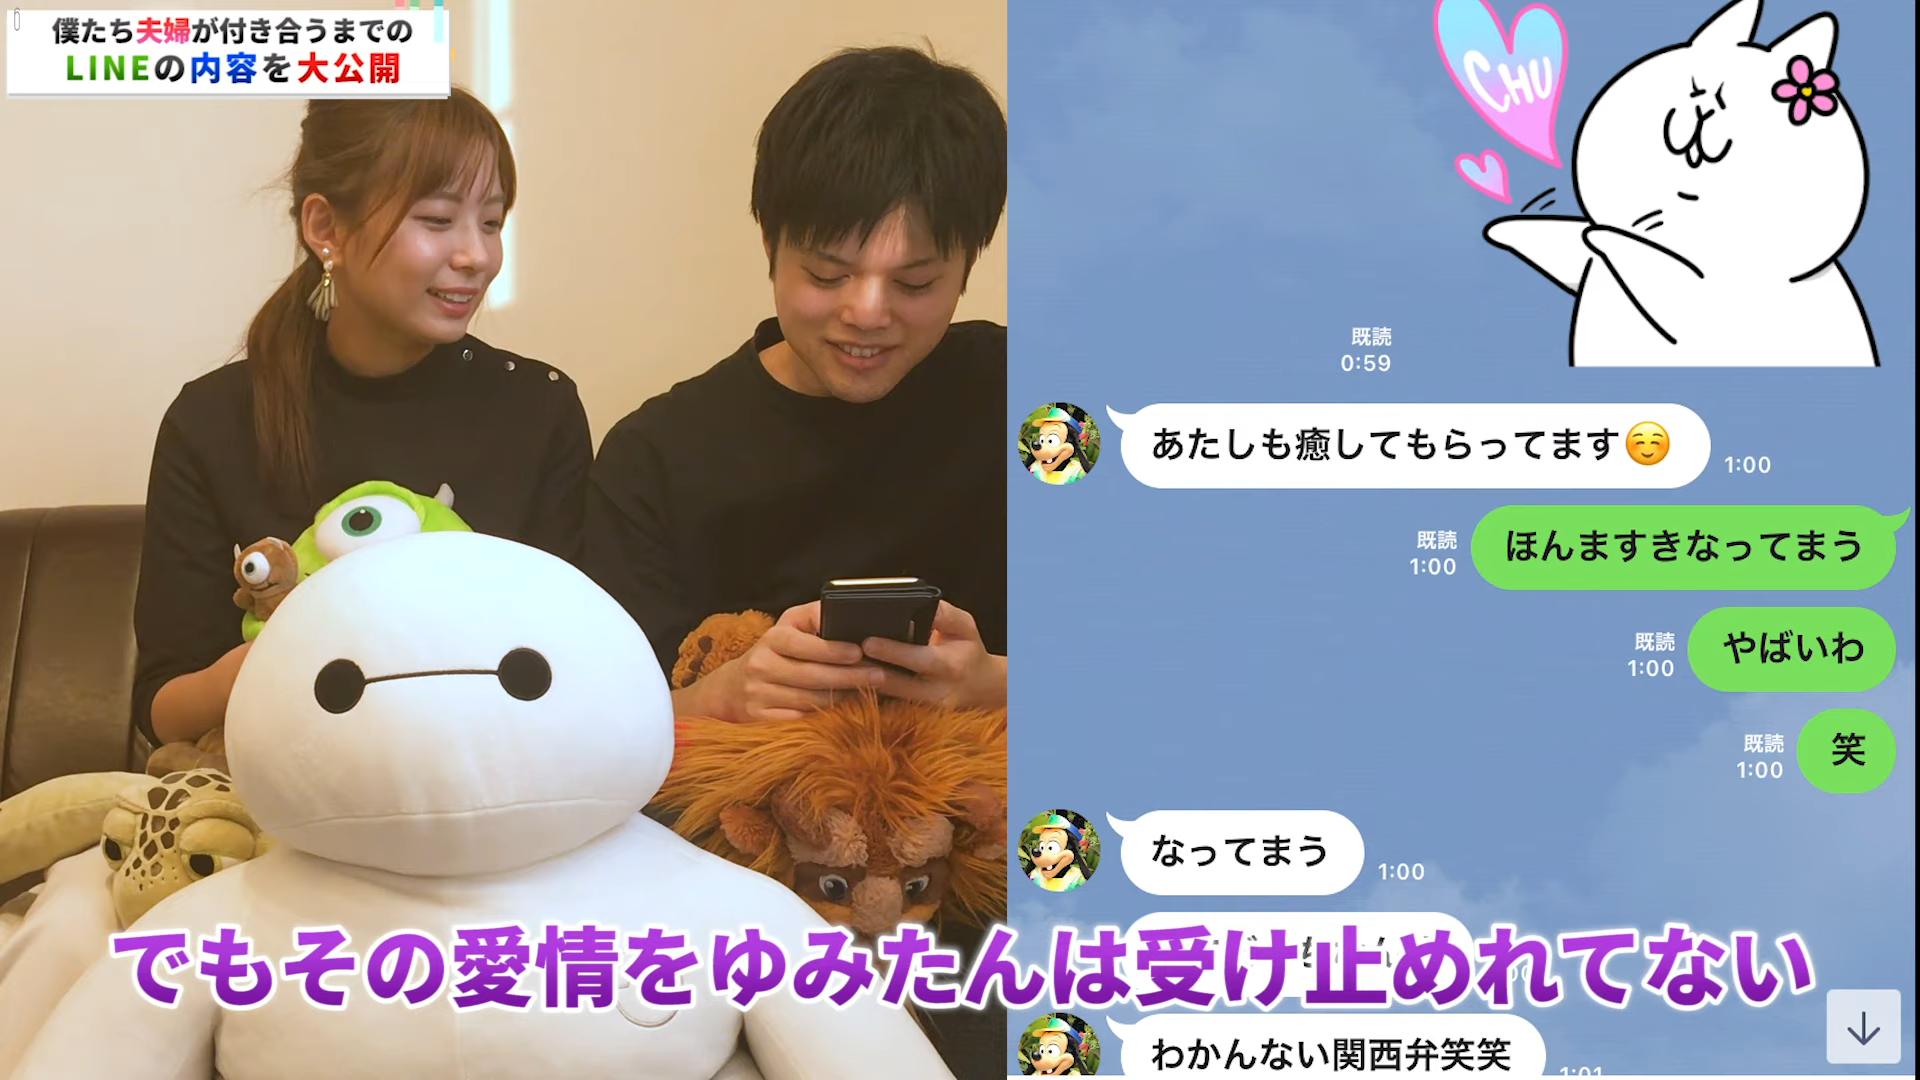 僕たち夫婦が付き合うまでの
LINEの内容を大公開
CHU
既読
0:59
あたしも癒してもらってます☺️
1:00
既読
1:00
ほんますきなってまう
既読
1:00
やばいわ
既読
1:00
笑
なってまう
1:00
でもその愛情をゆみたんは受け止めれてない
わかんない関西弁笑笑
1:01